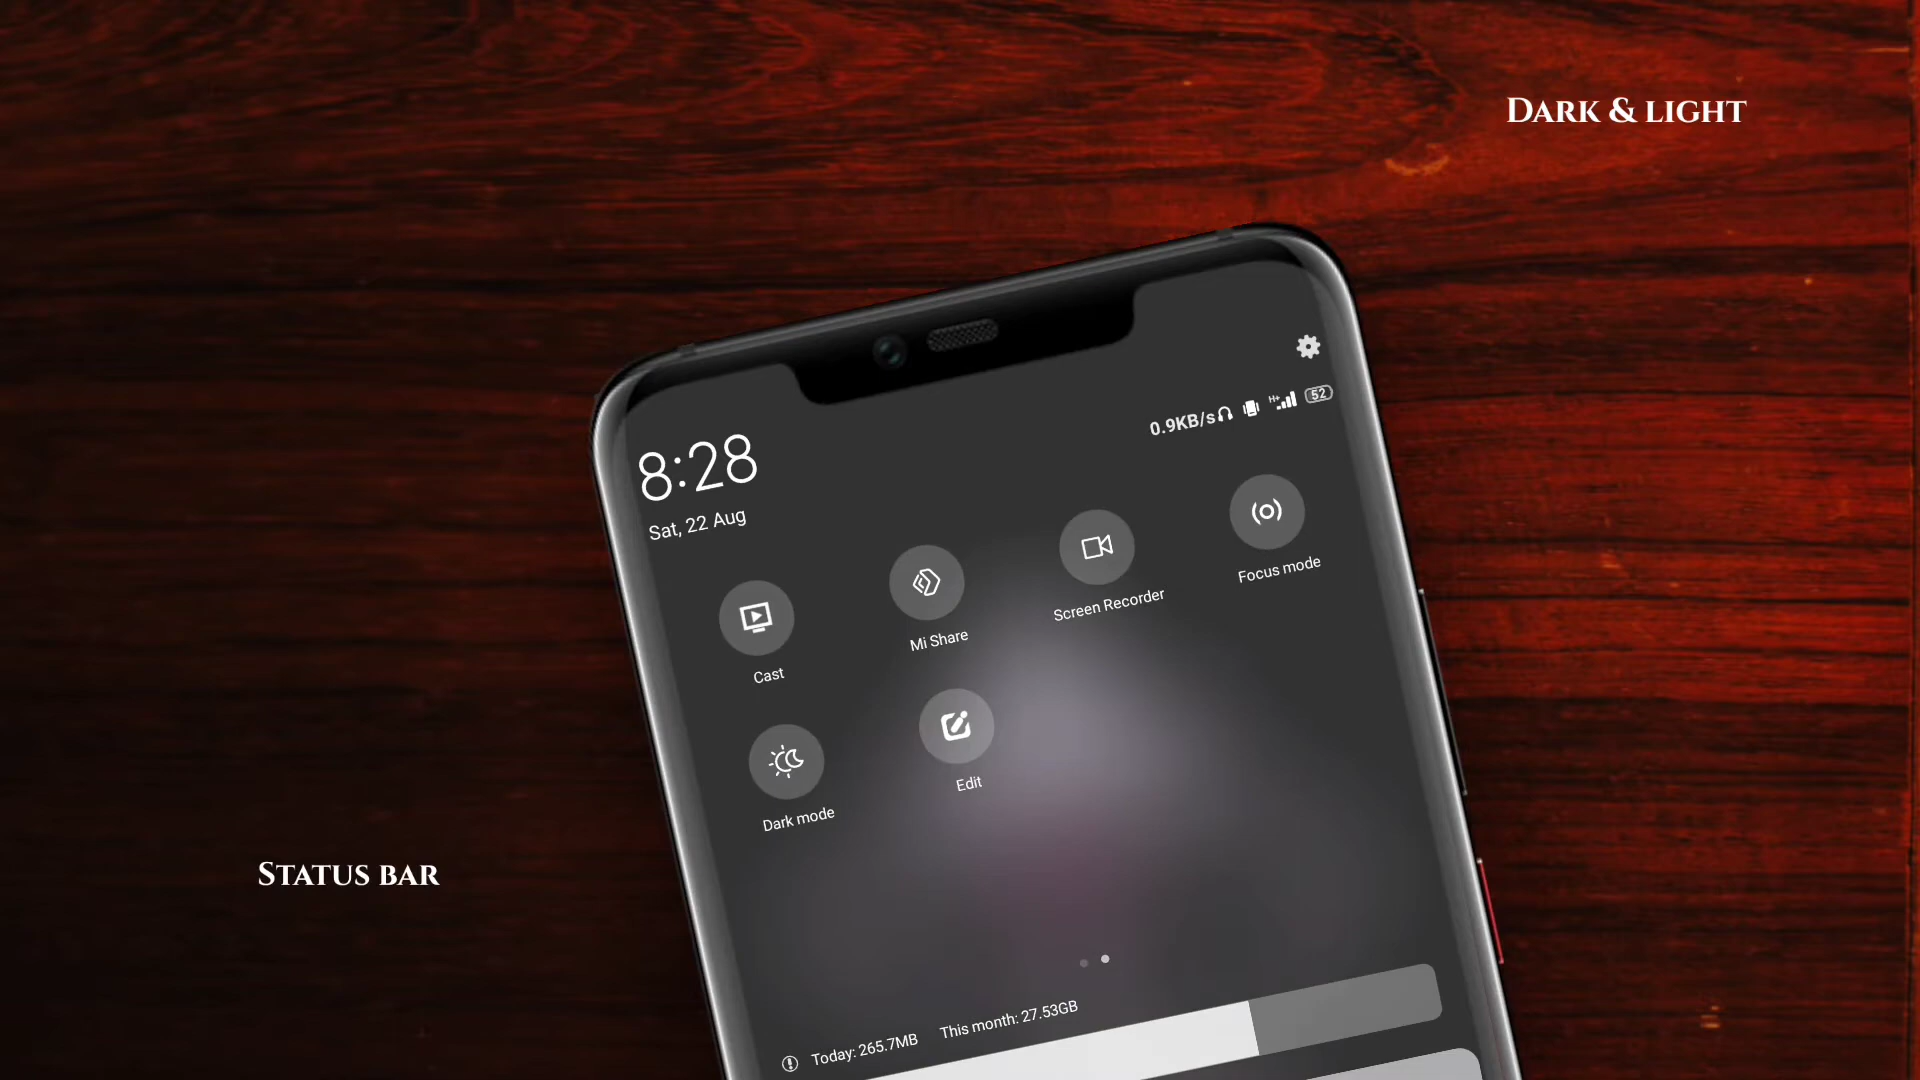 Dark & light
8:28
Sat, 22 Aug
0.9KB/s H+ 52
Cast
Mi Share
Screen Recorder
Focus mode
Dark mode
Edit
Status bar
Today: 265.7MB This month: 27.53GB